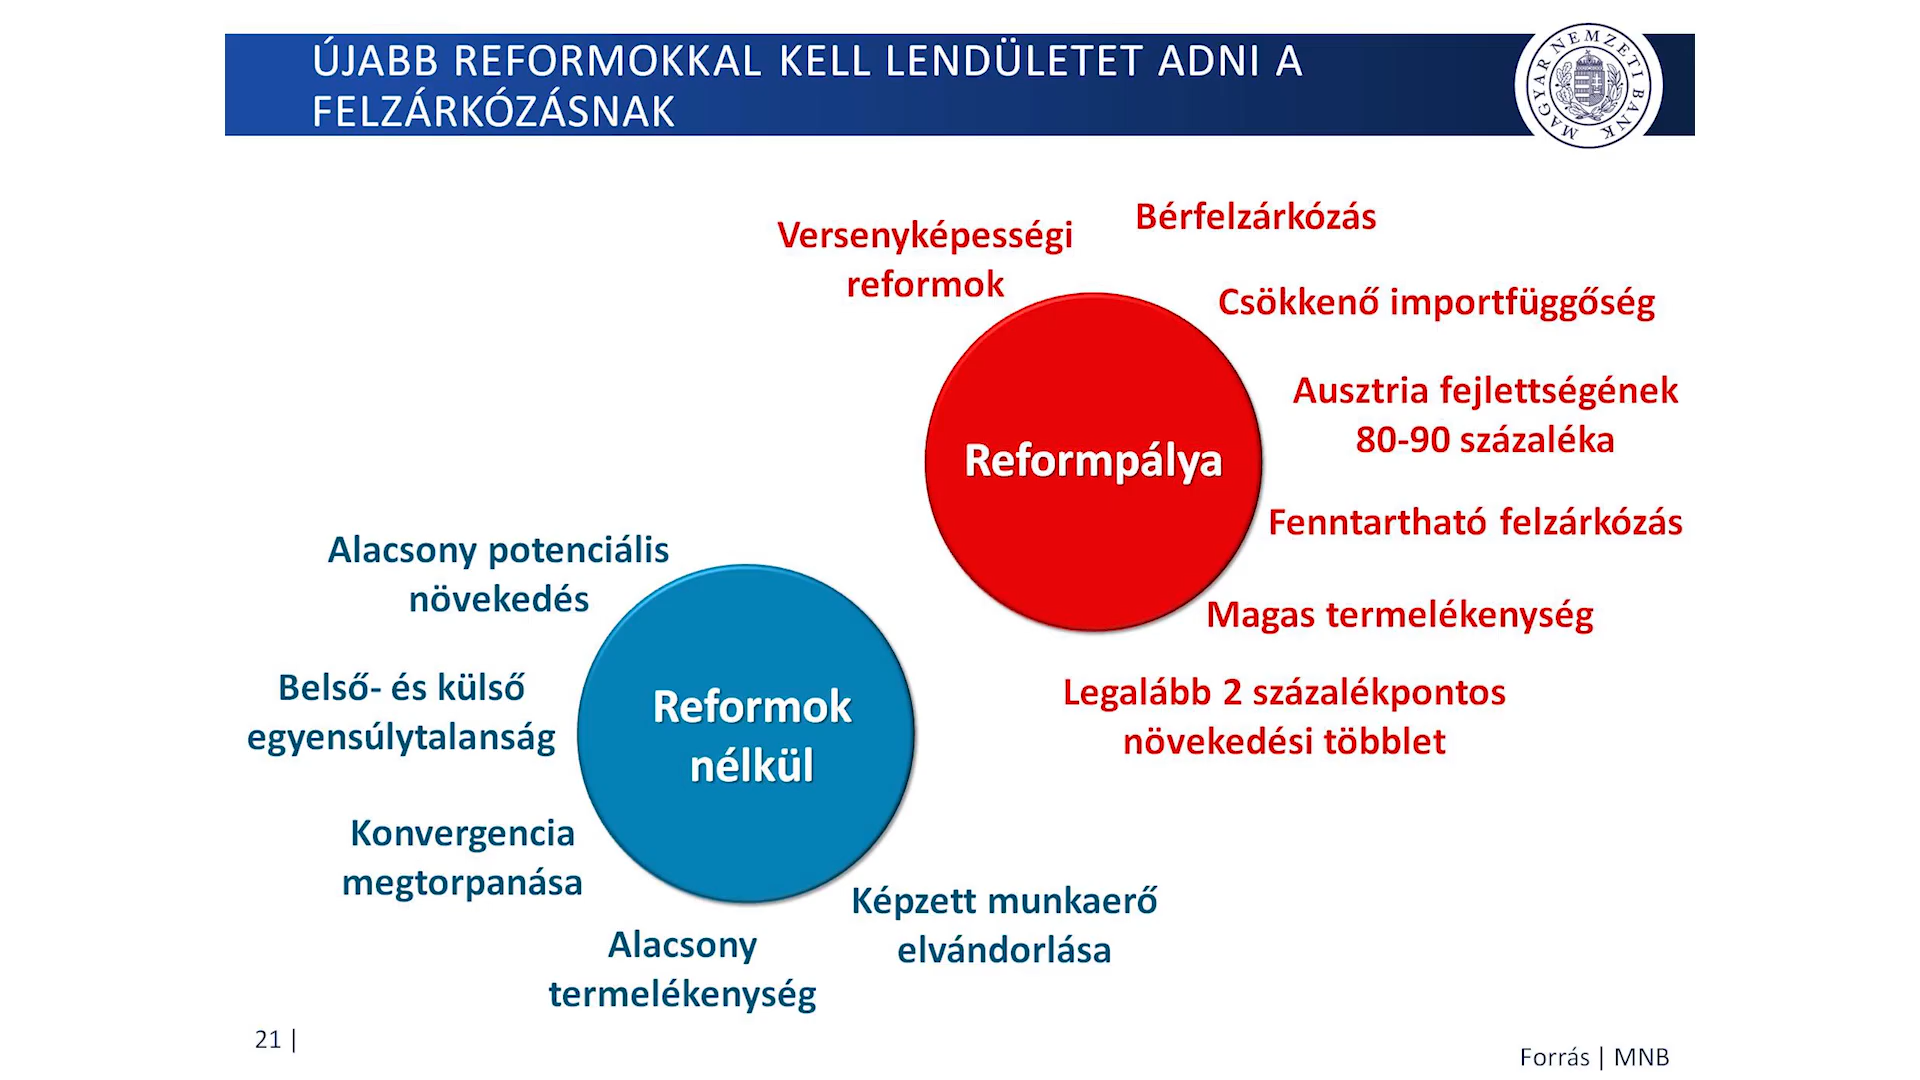 ÚJABB REFORMOKKAL KELL LENDÜLETET ADNI A
FELZÁRKÓZÁSNAK
MAGYAR NEMZETI BANK
Versenyképességi
reformok
Bérfelzárkózás
Csökkenő importfüggőség
Ausztria fejlettségének
80-90 százaléka
Reformpálya
Fenntartható felzárkózás
Magas termelékenység
Legalább 2 százalékpontos
növekedési többlet
Alacsony potenciális
növekedés
Belső- és külső
egyensúlytalanság
Reformok
nélkül
Konvergencia
megtorpanása
Alacsony
termelékenység
Képzett munkaerő
elvándorlása
21 |
Forrás | MNB